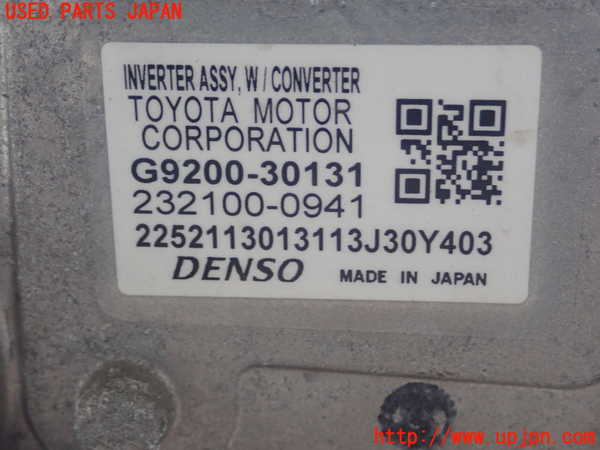 USED PARTS JAPAN
INVERTER ASSY, W/CONVERTER
TOYOTA MOTOR
CORPORATION
G9200-30131
232100-0941
2252113013113J30Y403
DENSO MADE IN JAPAN
http://www.upjpn.com/